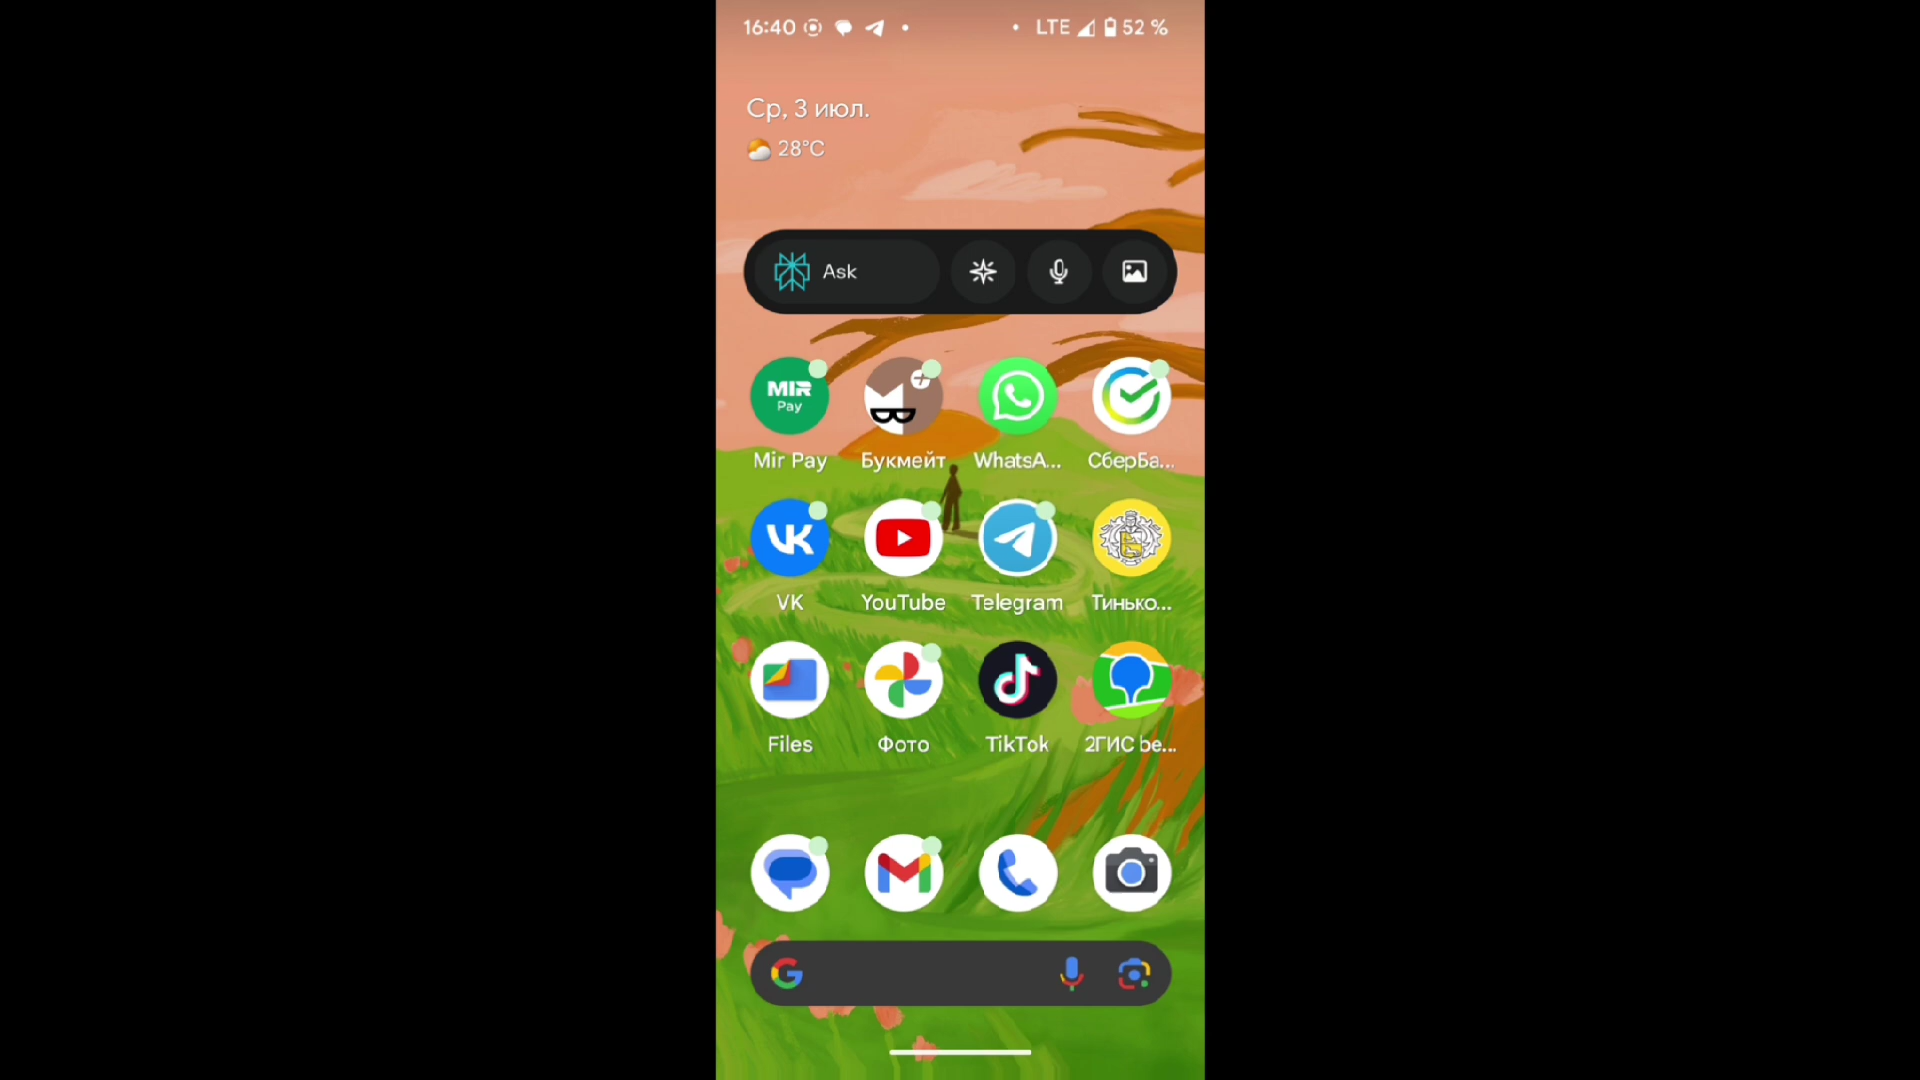 16:40 LTE 52 %
Ср, 3 июл.
28°C
Ask
MIR
Pay
Mir Pay Букмейт WhatsA... СберБа...
VK YouTube Telegram Тинько...
Files Фото TikTok 2ГИС be...